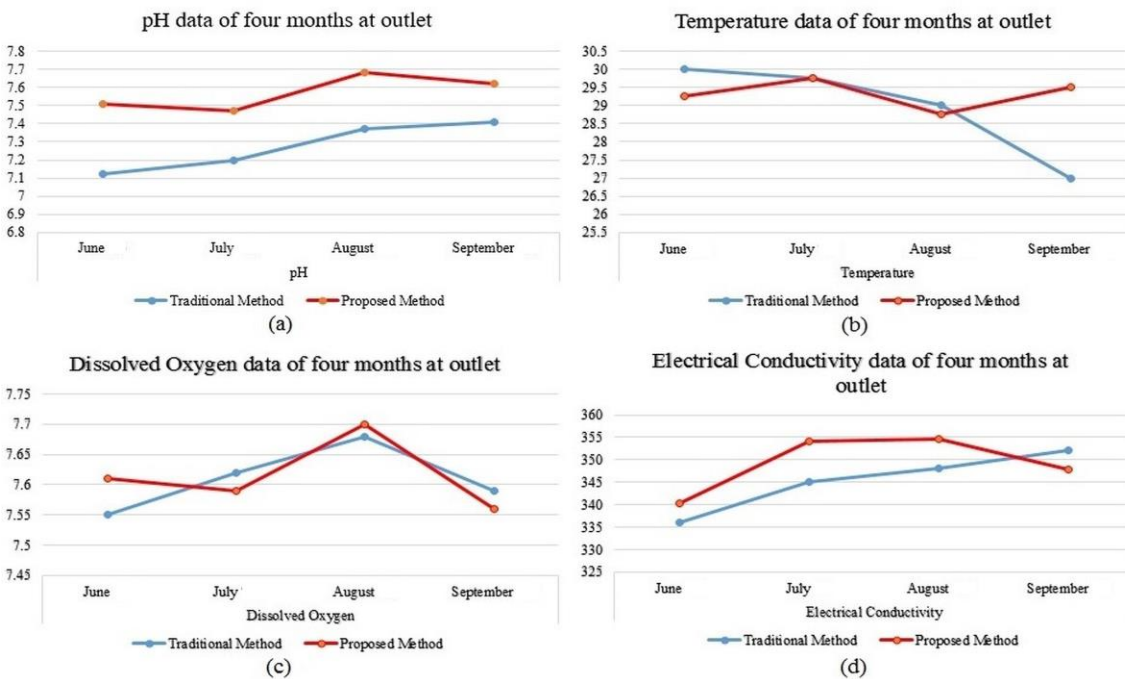 pH data of four months at outlet
7.8
7.7
7.6
7.5
7.4
7.3
7.2
7.1
7
6.9
6.8
June July August September
pH
Traditional Method Proposed Method
(a)
Temperature data of four months at outlet
30.5
30
29.5
29
28.5
28
27.5
27
26.5
26
25.5
June July August September
Temperature
Traditional Method Proposed Method
(b)
Dissolved Oxygen data of four months at outlet
7.75
7.7
7.65
7.6
7.55
7.5
7.45
June July August September
Dissolved Oxygen
Traditional Method Proposed Method
(c)
Electrical Conductivity data of four months at
outlet
360
355
350
345
340
335
330
325
June July August September
Electrical Conductivity
Traditional Method Proposed Method
(d)